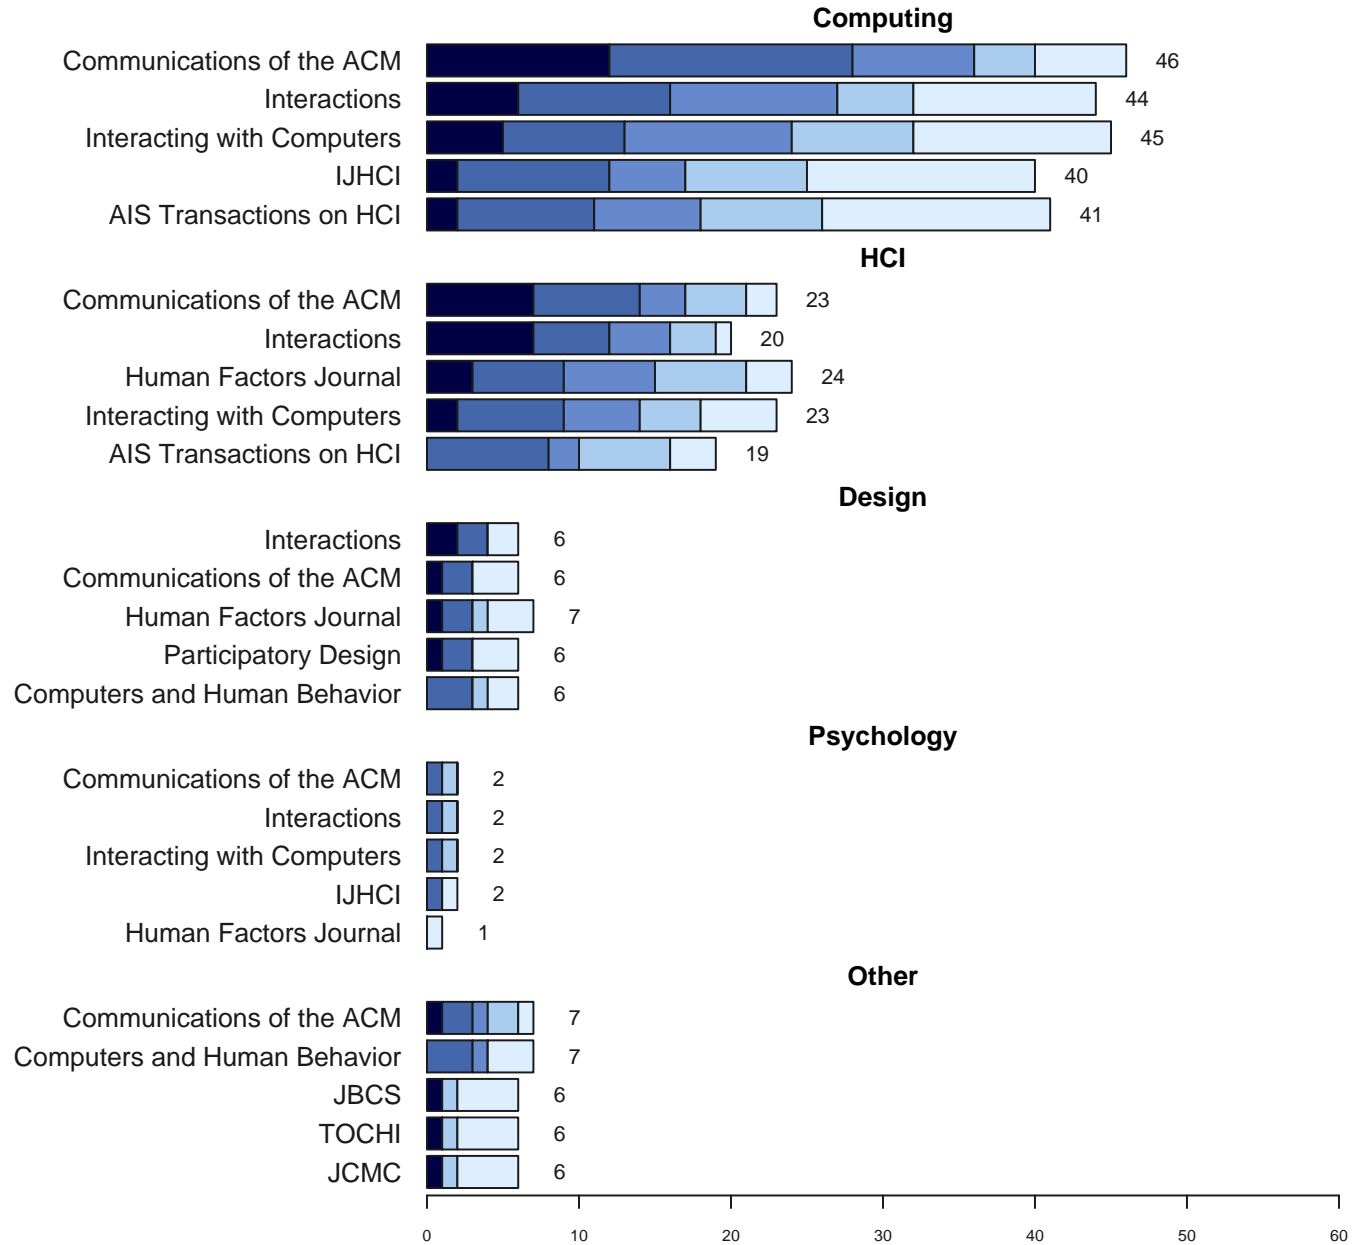 Computing
Communications of the ACM 46
Interactions 44
Interacting with Computers 45
IJHCI 40
AIS Transactions on HCI 41
HCI
Communications of the ACM 23
Interactions 20
Human Factors Journal 24
Interacting with Computers 23
AIS Transactions on HCI 19
Design
Interactions 6
Communications of the ACM 6
Human Factors Journal 7
Participatory Design 6
Computers and Human Behavior 6
Psychology
Communications of the ACM 2
Interactions 2
Interacting with Computers 2
IJHCI 2
Human Factors Journal 1
Other
Communications of the ACM 7
Computers and Human Behavior 7
JBCS 6
TOCHI 6
JCMC 6
0 10 20 30 40 50 60